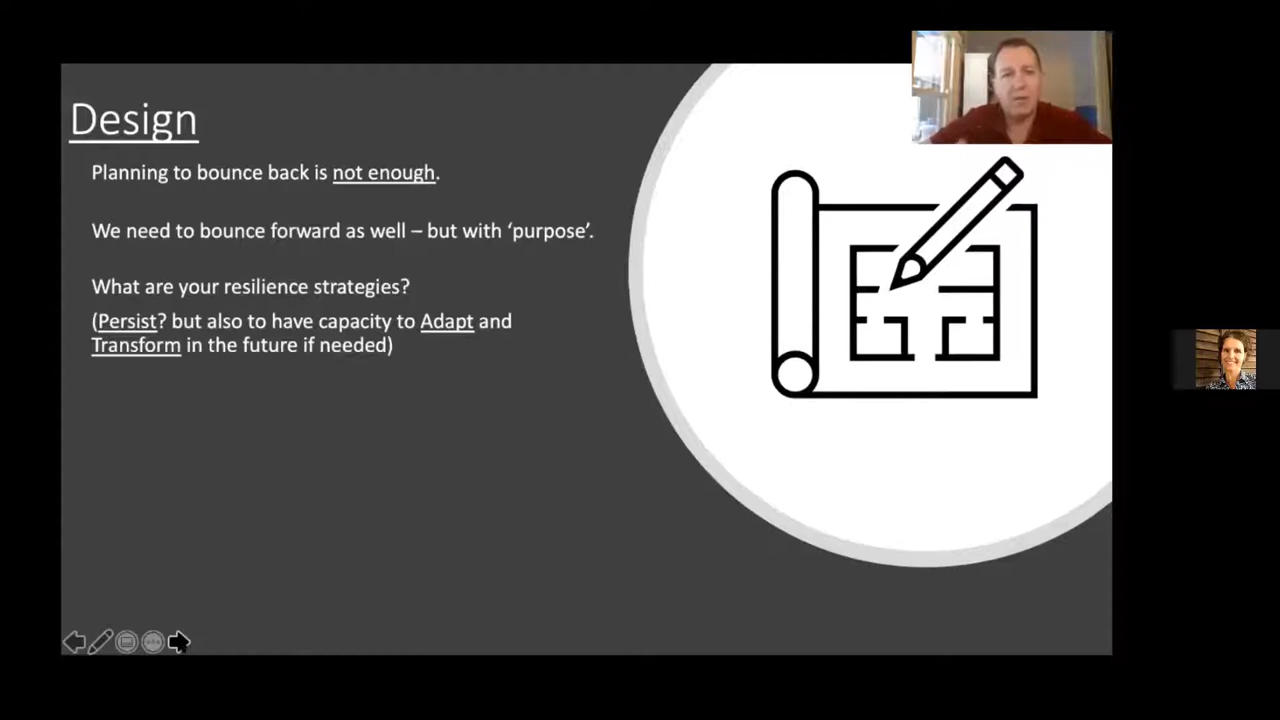 Design
Planning to bounce back is not enough.
We need to bounce forward as well – but with ‘purpose’.
What are your resilience strategies?
(Persist? but also to have capacity to Adapt and
Transform in the future if needed)